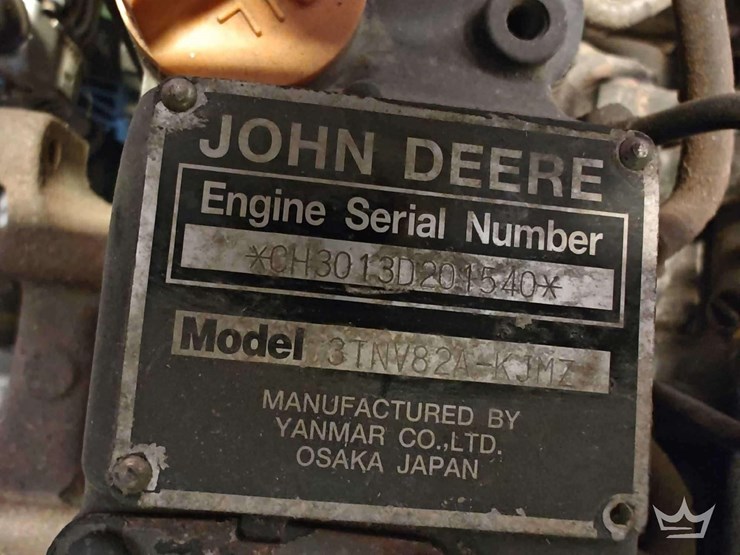 JOHN DEERE
Engine Serial Number
*CH3013D201540*
Model 3TNV82A-KJMZ
MANUFACTURED BY
YANMAR CO.,LTD.
OSAKA JAPAN